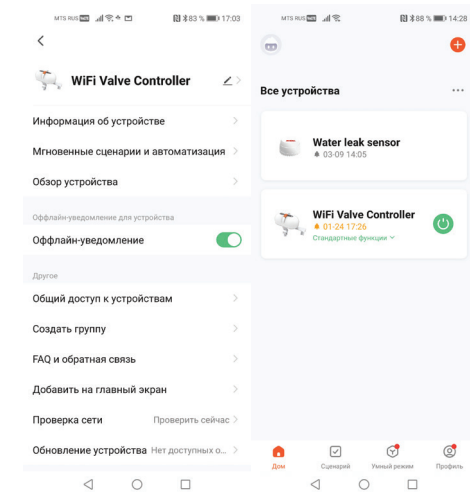 MTS RUS
83 % 17:03
WiFi Valve Controller
Информация об устройстве
Мгновенные сценарии и автоматизация
Обзор устройства
Оффлайн-уведомление для устройства
Оффлайн-уведомление
Другое
Общий доступ к устройствам
Создать группу
FAQ и обратная связь
Добавить на главный экран
Проверка сети Проверить сейчас
Обновление устройства Нет доступных о...
MTS RUS
88 % 14:28
Все устройства
Water leak sensor
03-09 14:05
WiFi Valve Controller
01-24 17:26
Стандартные функции
Дом Сценарий Умный режим Профиль